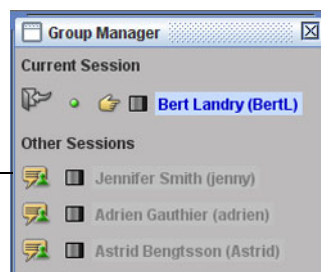 Group Manager
Current Session
Bert Landry (BertL)
Other Sessions
Jennifer Smith (jenny)
Adrien Gauthier (adrien)
Astrid Bengtsson (Astrid)